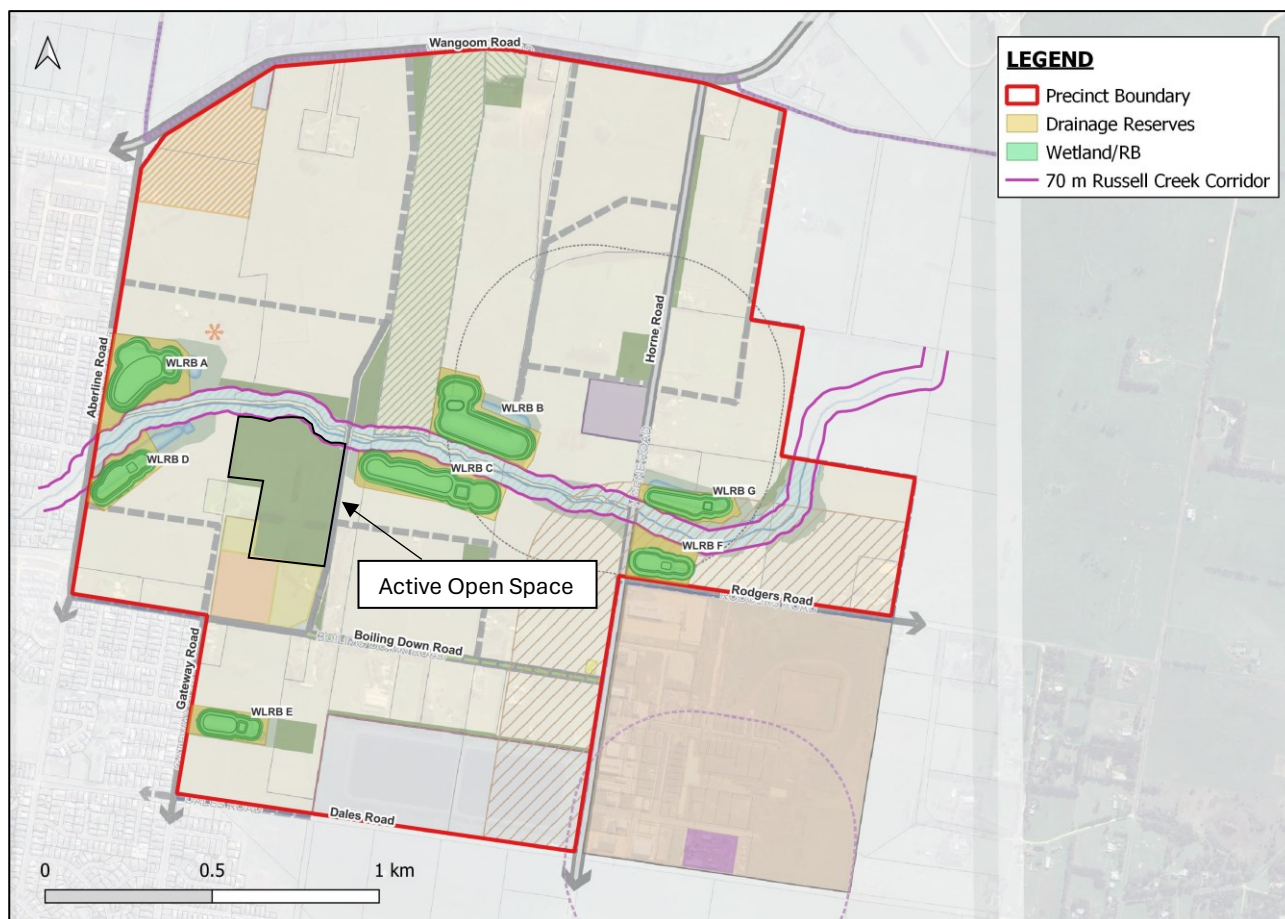 Wangoom Road
LEGEND
Precinct Boundary
Drainage Reserves
Wetland/RB
70 m Russell Creek Corridor
Horne Road
Aberline Road
WLRB A
WLRB B
WLRB C
WLRB D
WLRB G
WLRB F
Active Open Space
Rodgers Road
Boiling Down Road
Gateway Road
WLRB E
Dales Road
DALES ROAD
0
0.5
1 km